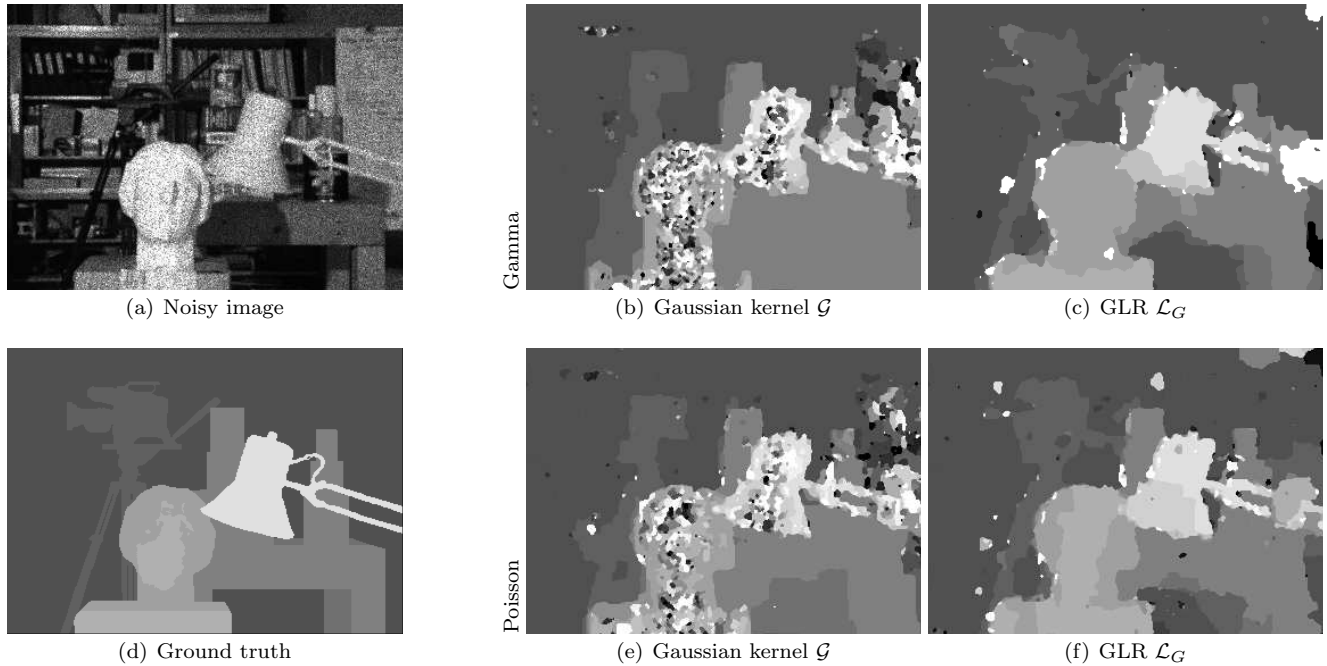 Gamma
(a) Noisy image
(b) Gaussian kernel 𝒢
(c) GLR ℒ_G
Poisson
(d) Ground truth
(e) Gaussian kernel 𝒢
(f) GLR ℒ_G